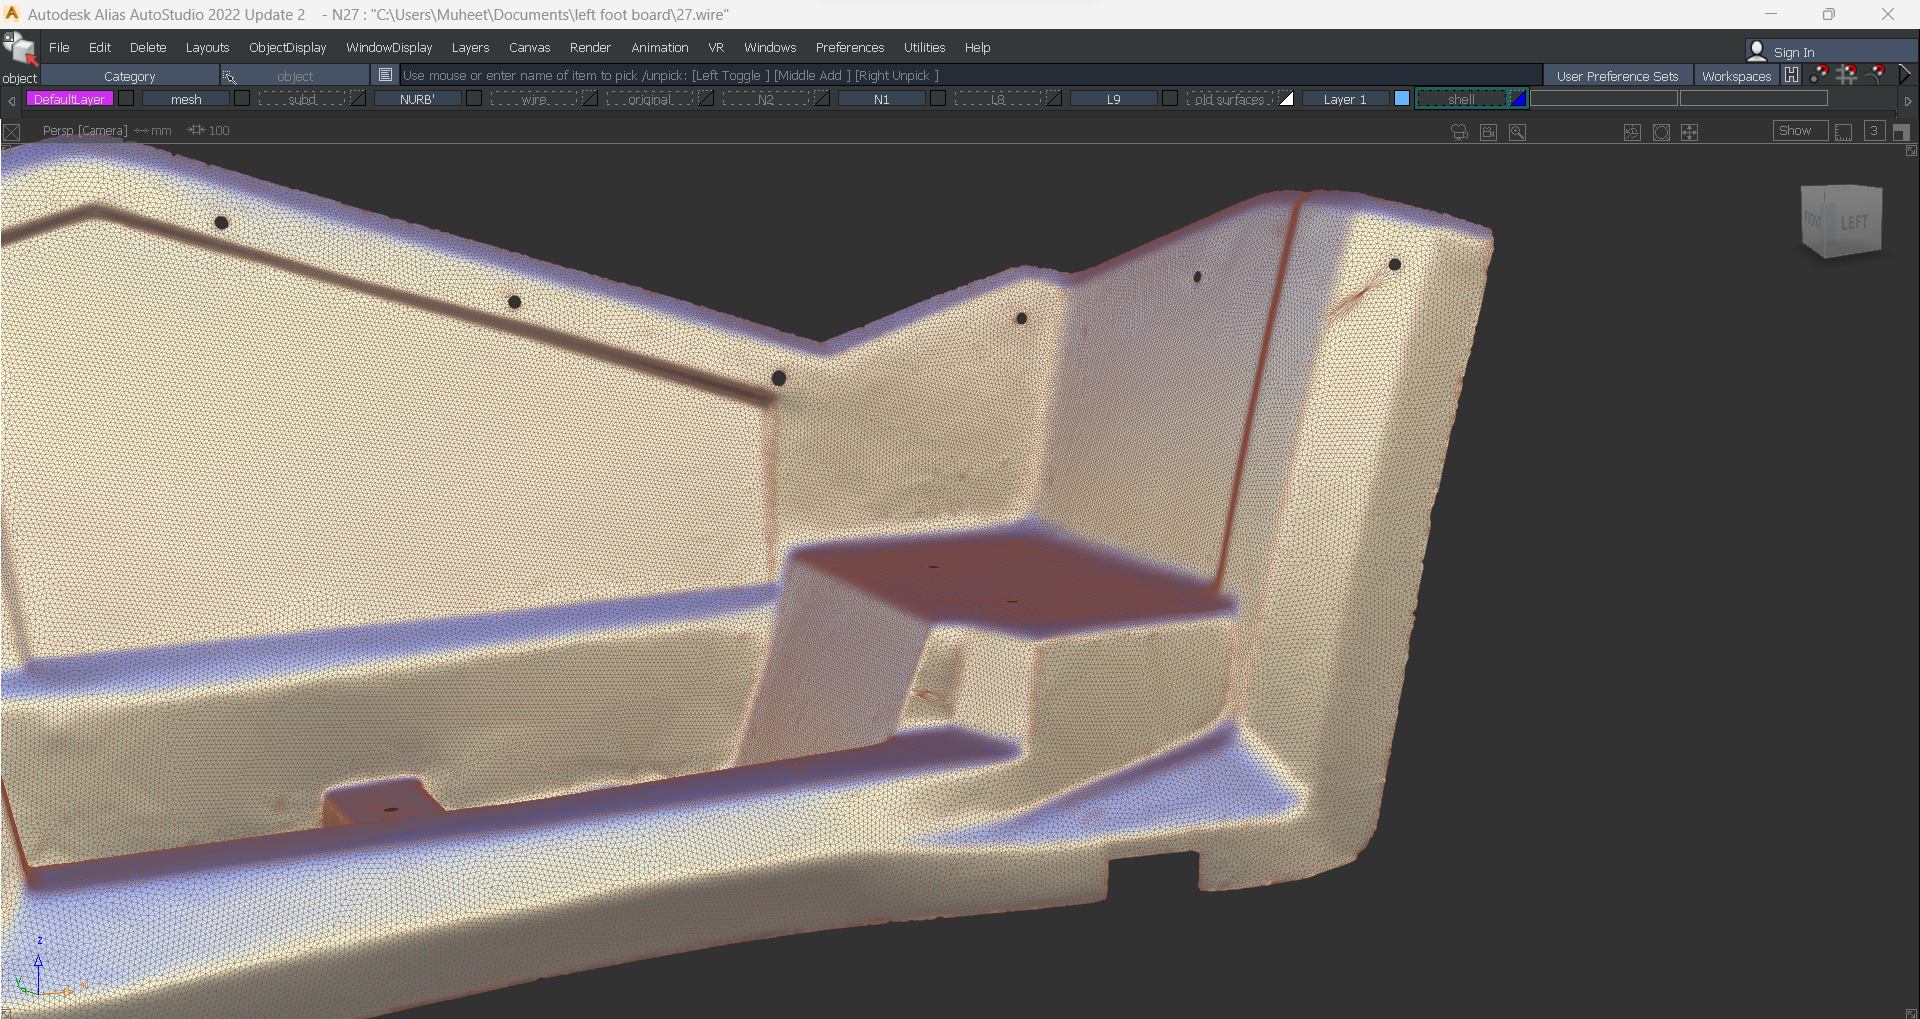 Autodesk Alias AutoStudio 2022 Update 2 - N27 : "C:\Users\Muheet\Documents\left foot board\27.wire"
File Edit Delete Layouts ObjectDisplay WindowDisplay Layers Canvas Render Animation VR Windows Preferences Utilities Help
Sign In
object Category object Use mouse or enter name of item to pick /unpick: [Left Toggle ] [Middle Add ] [Right Unpick ] User Preference Sets Workspaces
DefaultLayer mesh subd NURB' wire original N2 N1 L8 L9 old surfaces Layer 1 shell
Persp [Camera] mm 100 Show 3
FRONT LEFT
Z
Y X